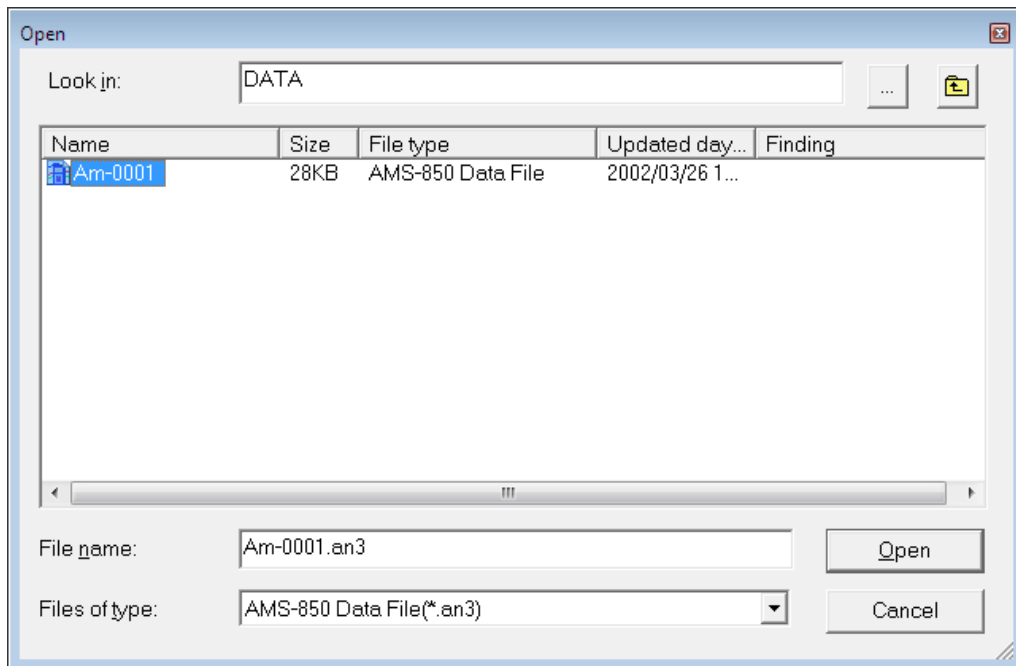 Open
Look in: DATA ...
Name Size File type Updated day... Finding
Am-0001 28KB AMS-850 Data File 2002/03/26 1...
File name: Am-0001.an3 Open
Files of type: AMS-850 Data File(*.an3) Cancel